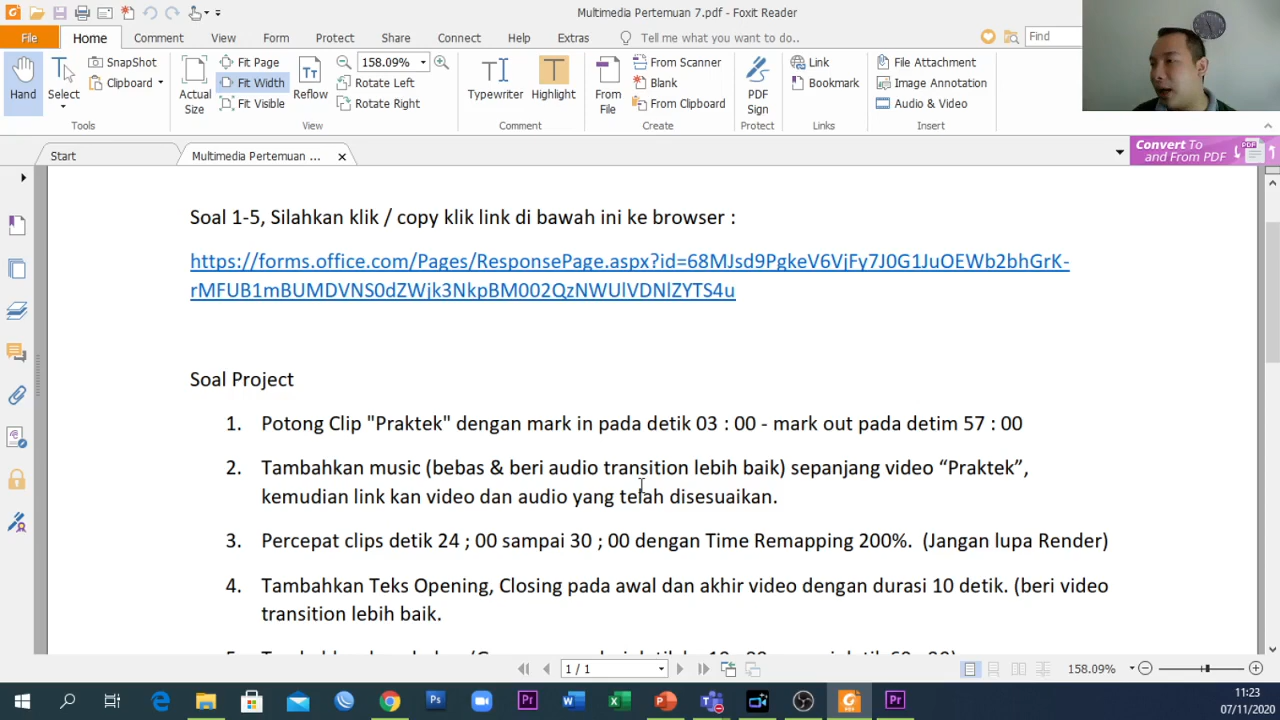 Multimedia Pertemuan 7.pdf - Foxit Reader
File Home Comment View Form Protect Share Connect Help Extras Tell me what you want to do.. Find
SnapShot Fit Page 158.09% From Scanner Link File Attachment
Clipboard Fit Width Rotate Left Blank Bookmark Image Annotation
Fit Visible Rotate Right From Clipboard Audio & Video
Hand Select Actual Size Reflow Typewriter Highlight From File PDF Sign
Tools View Comment Create Protect Links Insert
Start Multimedia Pertemuan ... Convert To and From PDF
Soal 1-5, Silahkan klik / copy klik link di bawah ini ke browser :
https://forms.office.com/Pages/ResponsePage.aspx?id=68MJsd9PgkeV6VjFy7J0G1JuOEWb2bhGrK-
rMFUB1mBUMDVNS0dZWjk3NkpBM002QzNWUlVDNlZYTS4u
Soal Project
1. Potong Clip "Praktek" dengan mark in pada detik 03 : 00 - mark out pada detim 57 : 00
2. Tambahkan music (bebas & beri audio transition lebih baik) sepanjang video “Praktek”,
kemudian link kan video dan audio yang telah disesuaikan.
3. Percepat clips detik 24 ; 00 sampai 30 ; 00 dengan Time Remapping 200%. (Jangan lupa Render)
4. Tambahkan Teks Opening, Closing pada awal dan akhir video dengan durasi 10 detik. (beri video
transition lebih baik.
1 / 1 158.09%
11:23
07/11/2020